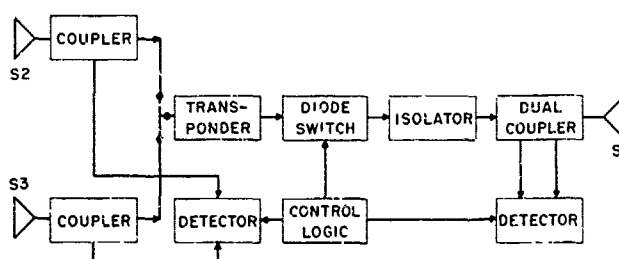 COUPLER
S2
TRANS-
PONDER
DIODE
SWITCH
ISOLATOR
DUAL
COUPLER
S
S3
COUPLER
DETECTOR
CONTROL
LOGIC
DETECTOR